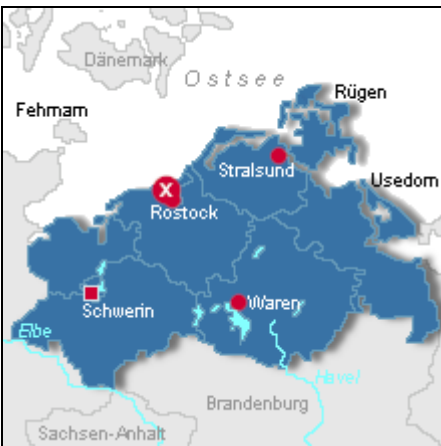 Dänemark
Ostsee
Rügen
Fehmarn
Stralsund
Usedom
X
Rostock
Schwerin
Waren
Elbe
Havel
Brandenburg
Sachsen-Anhalt